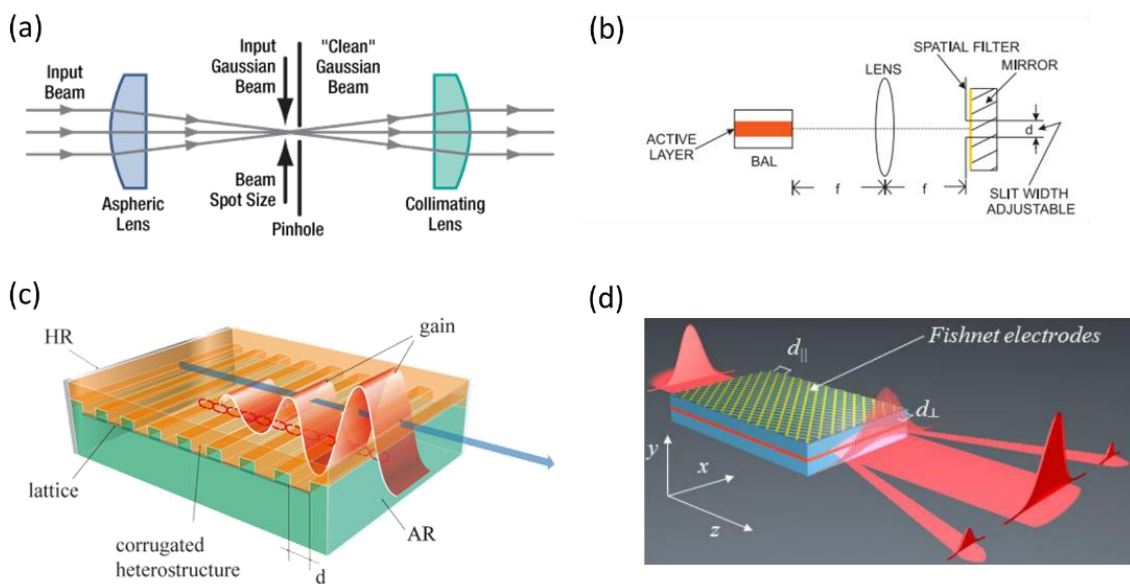 (a)
Input
Beam
Input
Gaussian
Beam
"Clean"
Gaussian
Beam
Aspheric
Lens
Beam
Spot Size
Pinhole
Collimating
Lens
(b)
SPATIAL FILTER
MIRROR
LENS
ACTIVE
LAYER
BAL
d
f
f
SLIT WIDTH
ADJUSTABLE
(c)
HR
gain
lattice
corrugated
heterostructure
d
AR
(d)
Fishnet electrodes
d||
d⊥
y
x
z